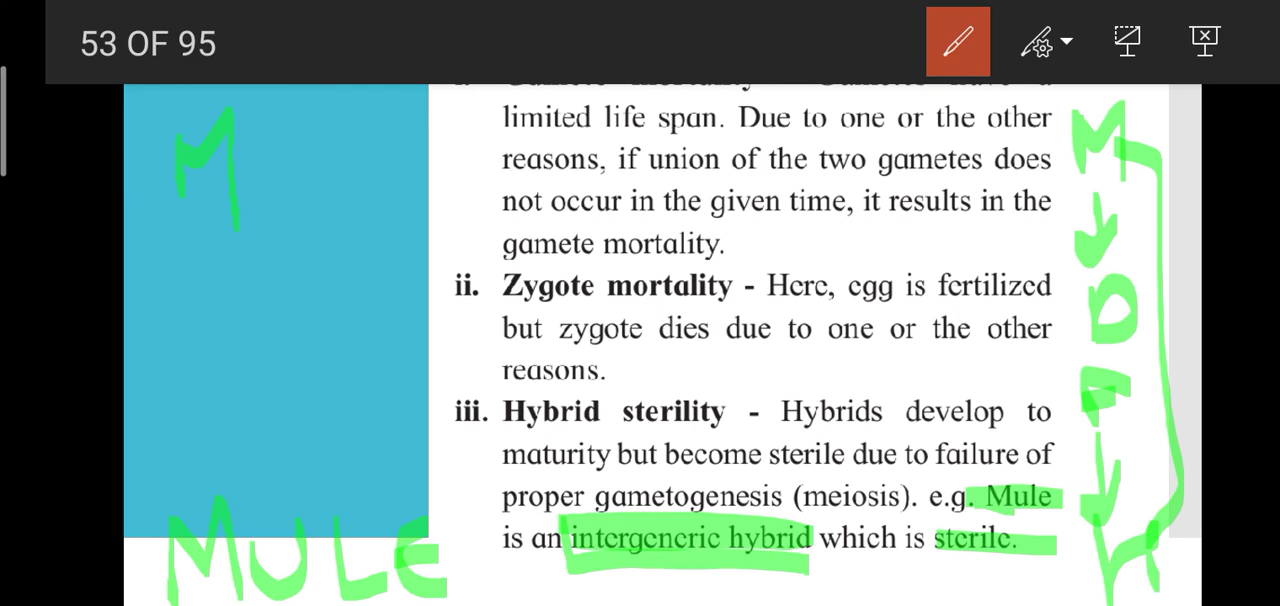 53 OF 95
limited life span. Due to one or the other
reasons, if union of the two gametes does
not occur in the given time, it results in the
gamete mortality.
ii. Zygote mortality - Here, egg is fertilized
but zygote dies due to one or the other
reasons.
iii. Hybrid sterility - Hybrids develop to
maturity but become sterile due to failure of
proper gametogenesis (meiosis). e.g. Mule
is an intergeneric hybrid which is sterile.
M
MULE
M
D